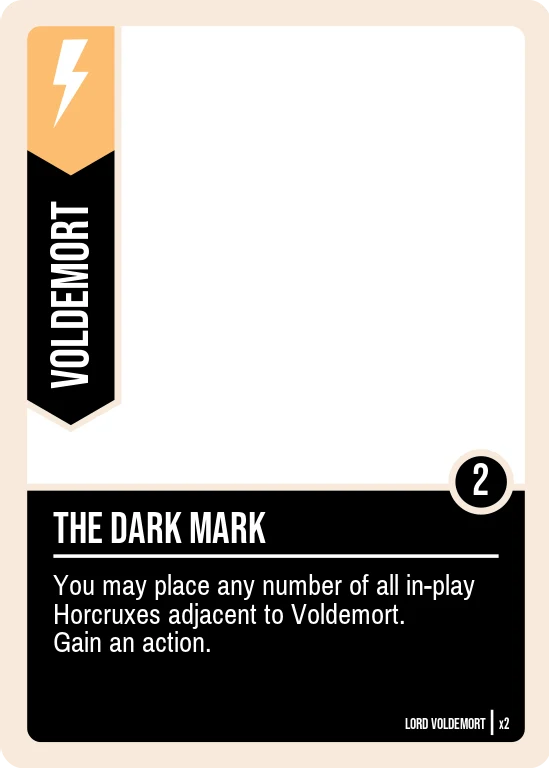 VOLDEMORT
2
THE DARK MARK
You may place any number of all in-play
Horcruxes adjacent to Voldemort.
Gain an action.
LORD VOLDEMORT | x2